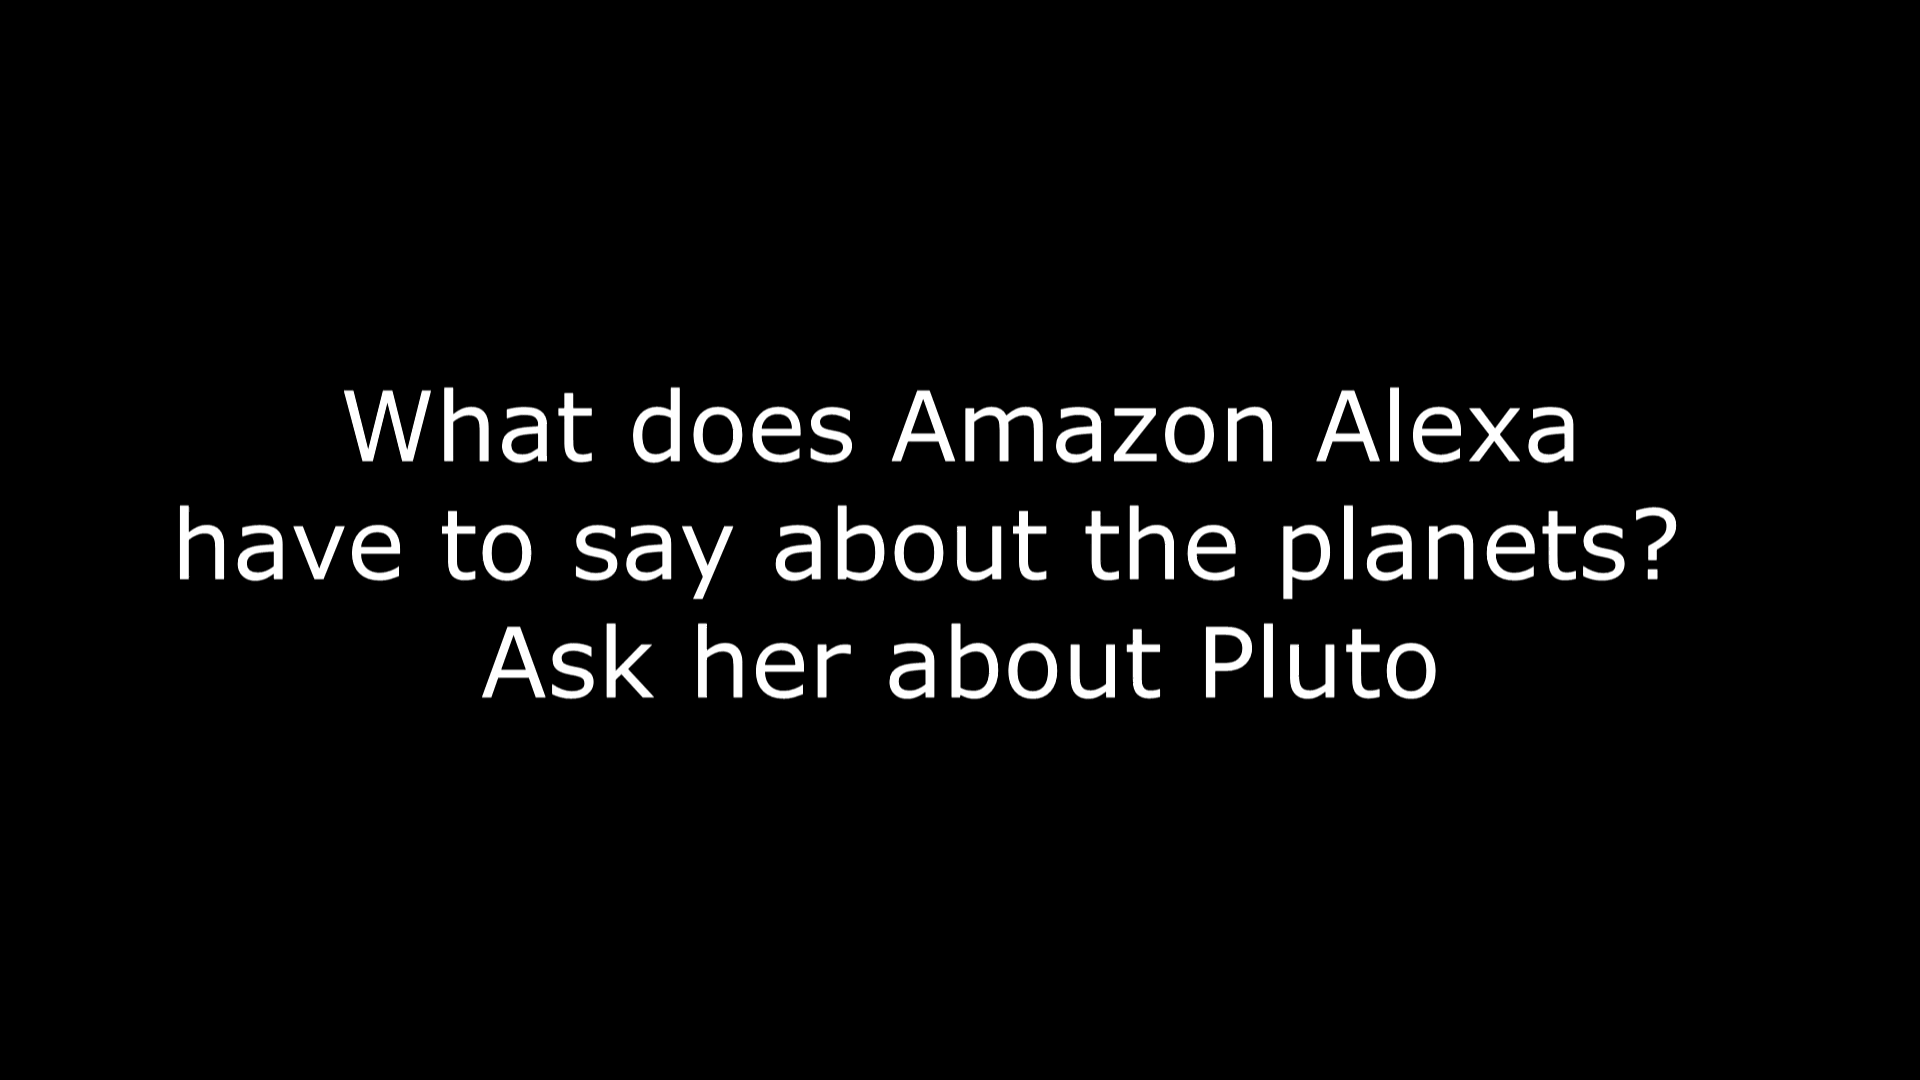 What does Amazon Alexa
have to say about the planets?
Ask her about Pluto